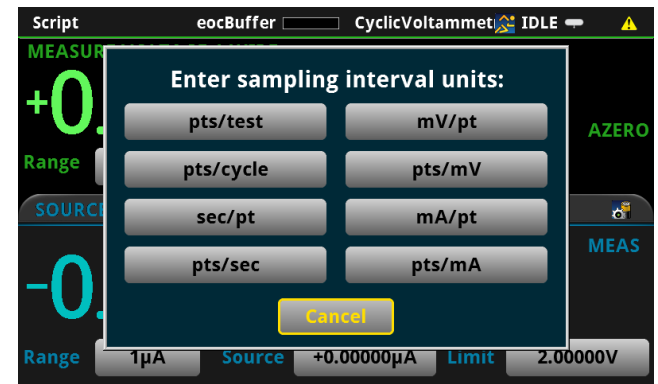 Script eocBuffer CyclicVoltammet IDLE
MEASUR
Enter sampling interval units:
+0.
pts/test mV/pt
AZERO
Range pts/cycle pts/mV
SOURCE sec/pt mA/pt
MEAS
pts/sec pts/mA
-0.
Cancel
Range 1µA Source +0.00000µA Limit 2.00000V